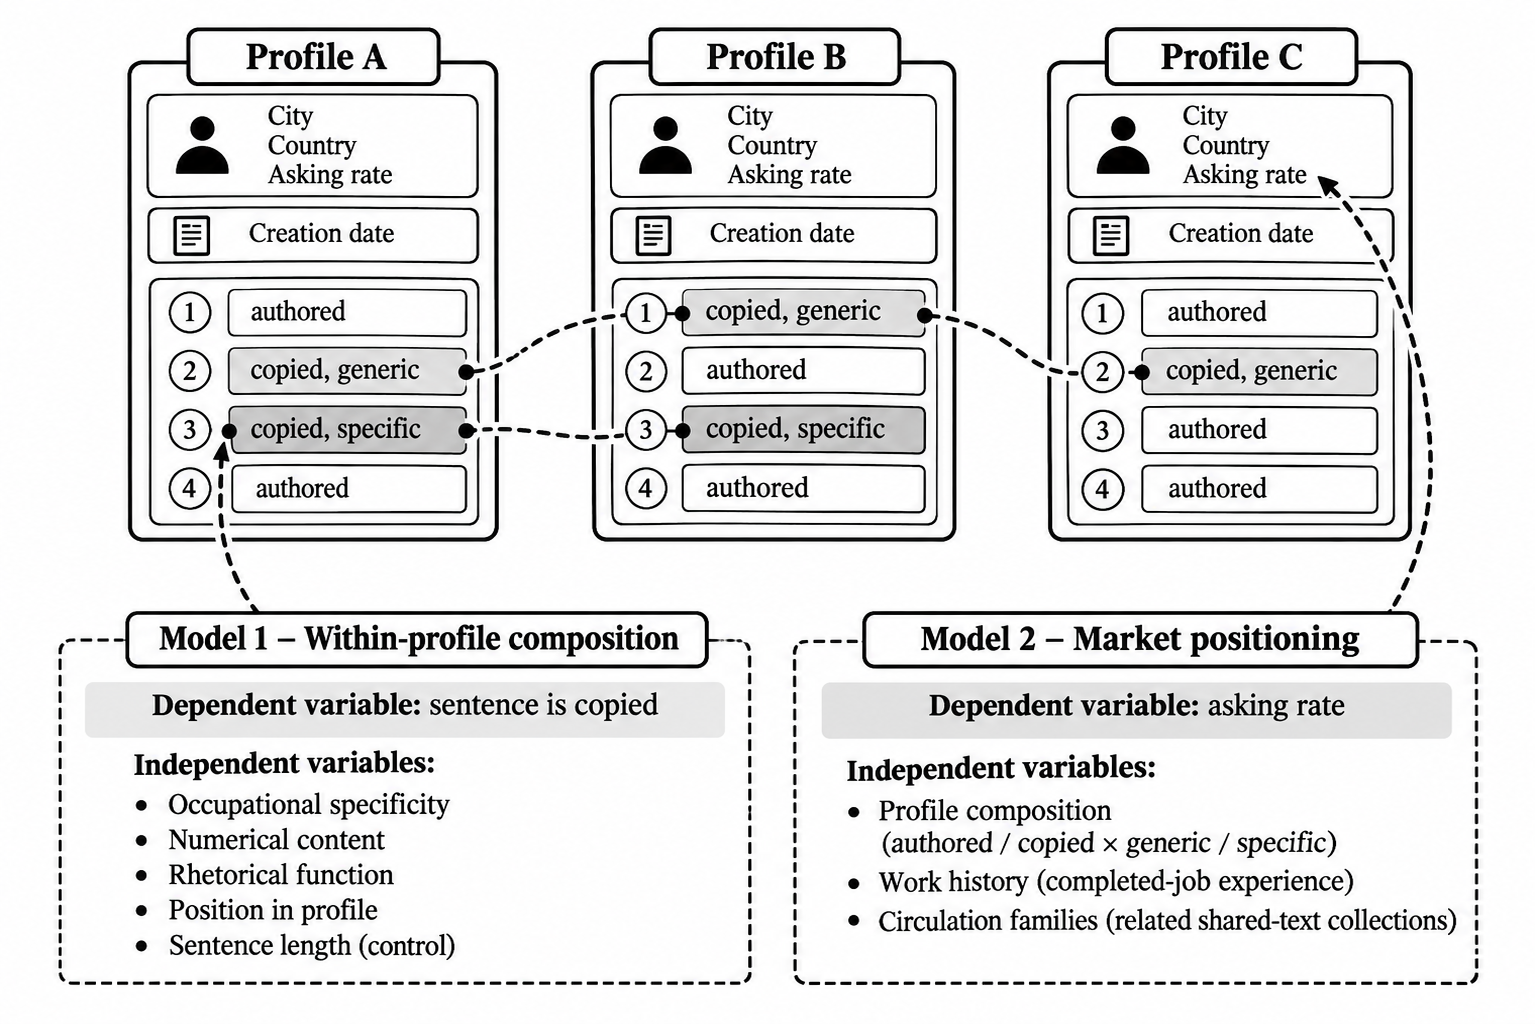 Profile A
City
Country
Asking rate
Creation date
1 authored
2 copied, generic
3 copied, specific
4 authored
Profile B
City
Country
Asking rate
Creation date
1 copied, generic
2 authored
3 copied, specific
4 authored
Profile C
City
Country
Asking rate
Creation date
1 authored
2 copied, generic
3 authored
4 authored
Model 1 – Within-profile composition
Dependent variable: sentence is copied
Independent variables:
• Occupational specificity
• Numerical content
• Rhetorical function
• Position in profile
• Sentence length (control)
Model 2 – Market positioning
Dependent variable: asking rate
Independent variables:
• Profile composition
(authored / copied × generic / specific)
• Work history (completed-job experience)
• Circulation families (related shared-text collections)